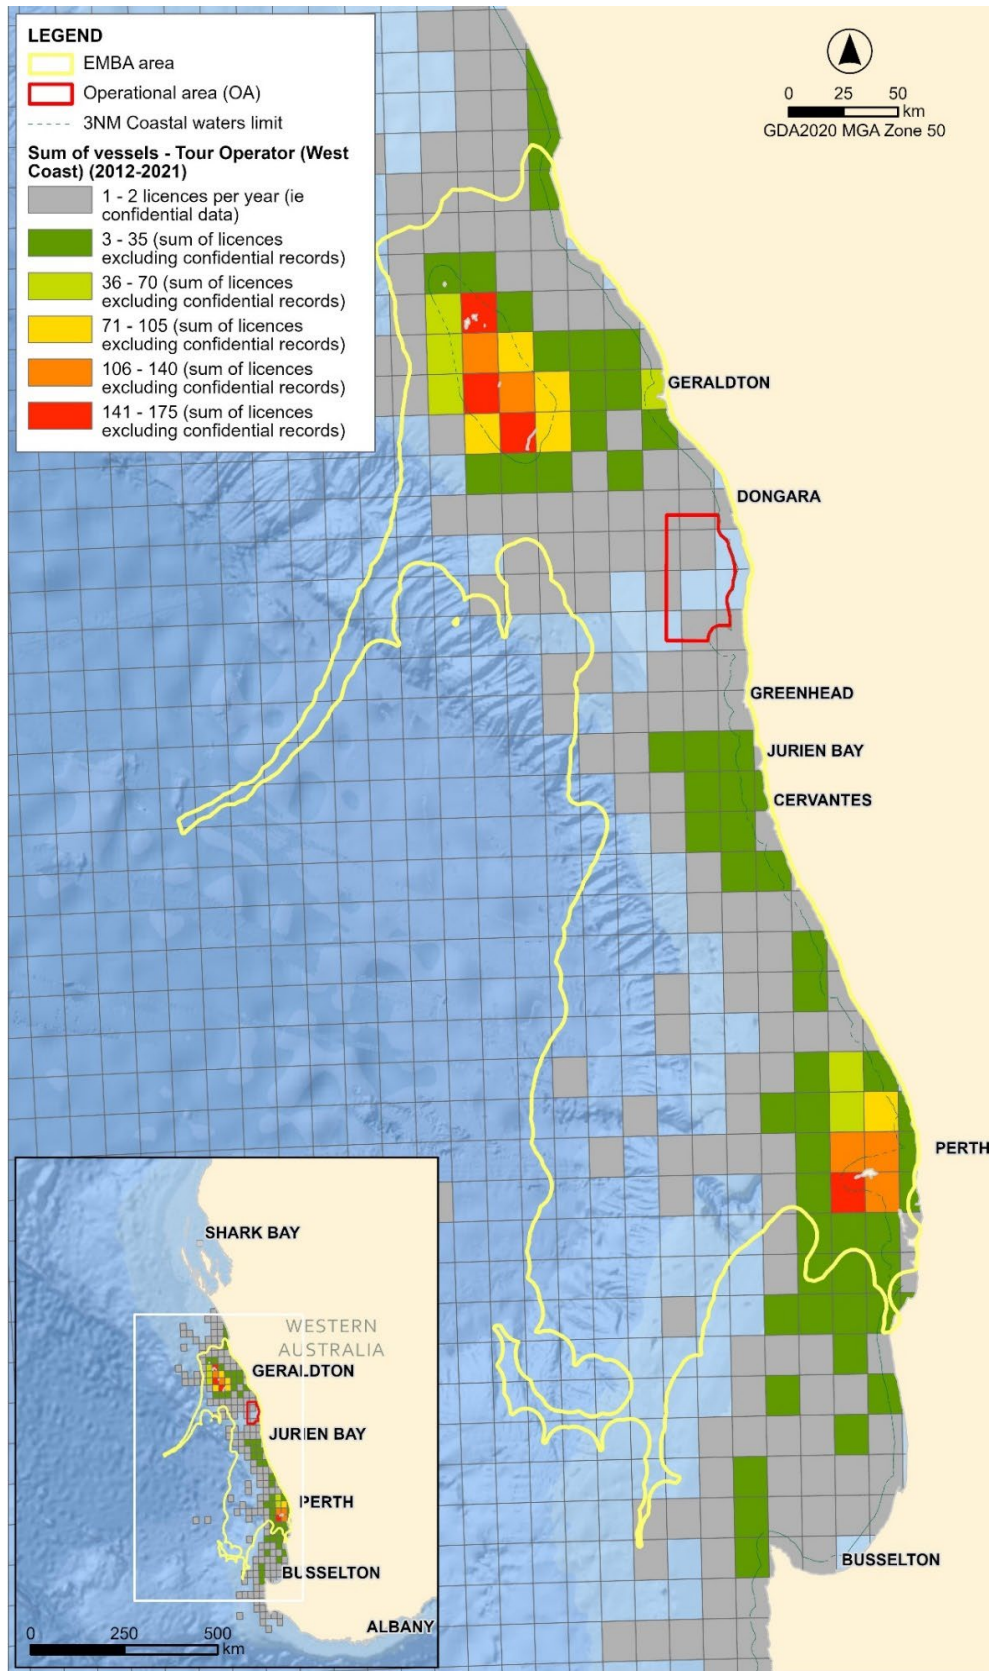 LEGEND
EMBA area
Operational area (OA)
3NM Coastal waters limit
Sum of vessels - Tour Operator (West
Coast) (2012-2021)
1 - 2 licences per year (ie
confidential data)
3 - 35 (sum of licences
excluding confidential records)
36 - 70 (sum of licences
excluding confidential records)
71 - 105 (sum of licences
excluding confidential records)
106 - 140 (sum of licences
excluding confidential records)
141 - 175 (sum of licences
excluding confidential records)
0 25 50
km
GDA2020 MGA Zone 50
GERALDTON
DONGARA
GREENHEAD
JURIEN BAY
CERVANTES
PERTH
BUSSELTON
SHARK BAY
WESTERN
AUSTRALIA
GERALDTON
JURIEN BAY
PERTH
BUSSELTON
ALBANY
0 250 500
km